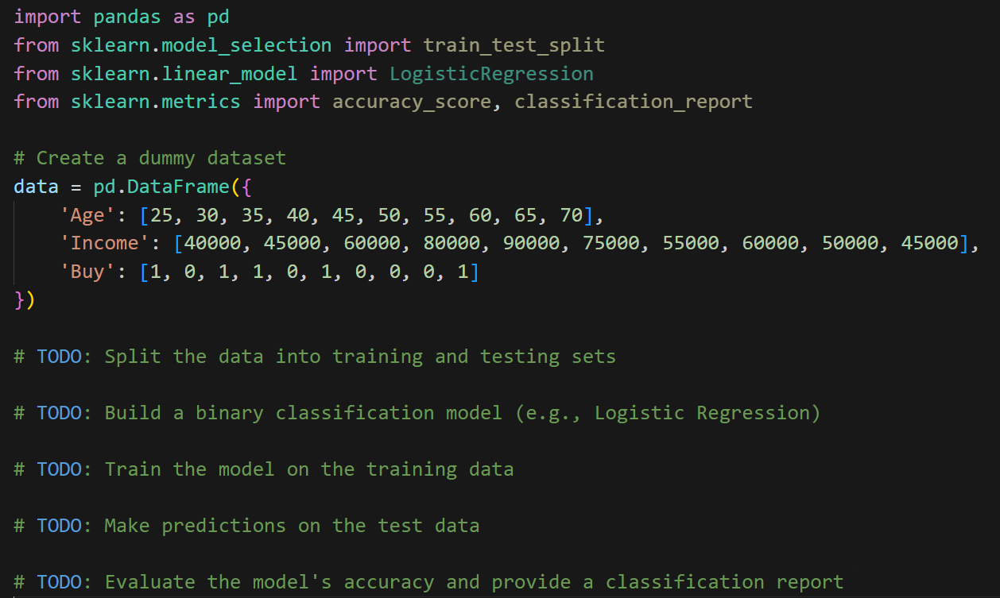 import pandas as pd
from sklearn.model_selection import train_test_split
from sklearn.linear_model import LogisticRegression
from sklearn.metrics import accuracy_score, classification_report
# Create a dummy dataset
data = pd.DataFrame({
    'Age': [25, 30, 35, 40, 45, 50, 55, 60, 65, 70],
    'Income': [40000, 45000, 60000, 80000, 90000, 75000, 55000, 60000, 50000, 45000],
    'Buy': [1, 0, 1, 1, 0, 1, 0, 0, 0, 1]
})
# TODO: Split the data into training and testing sets
# TODO: Build a binary classification model (e.g., Logistic Regression)
# TODO: Train the model on the training data
# TODO: Make predictions on the test data
# TODO: Evaluate the model's accuracy and provide a classification report